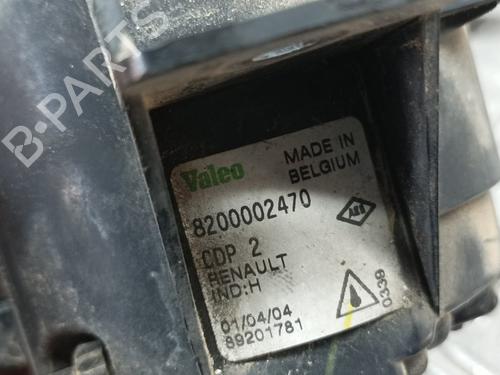 B-PARTS
Valeo
MADE IN
BELGIUM
8200002470
CDP 2
RENAULT
IND:H
01/04/04
89201781
0339